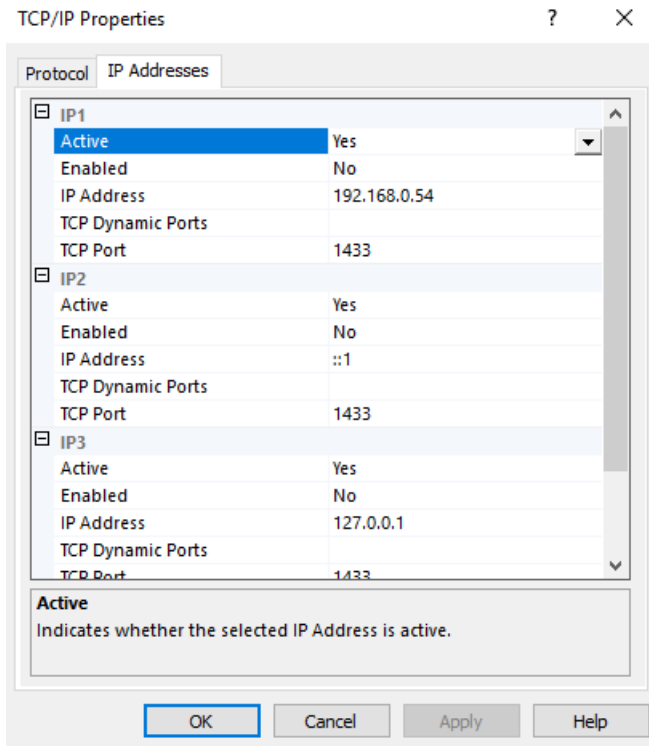 TCP/IP Properties ? X
Protocol IP Addresses
IP1
Active Yes
Enabled No
IP Address 192.168.0.54
TCP Dynamic Ports
TCP Port 1433
IP2
Active Yes
Enabled No
IP Address ::1
TCP Dynamic Ports
TCP Port 1433
IP3
Active Yes
Enabled No
IP Address 127.0.0.1
TCP Dynamic Ports
TCP Port 1433
Active
Indicates whether the selected IP Address is active.
OK Cancel Apply Help